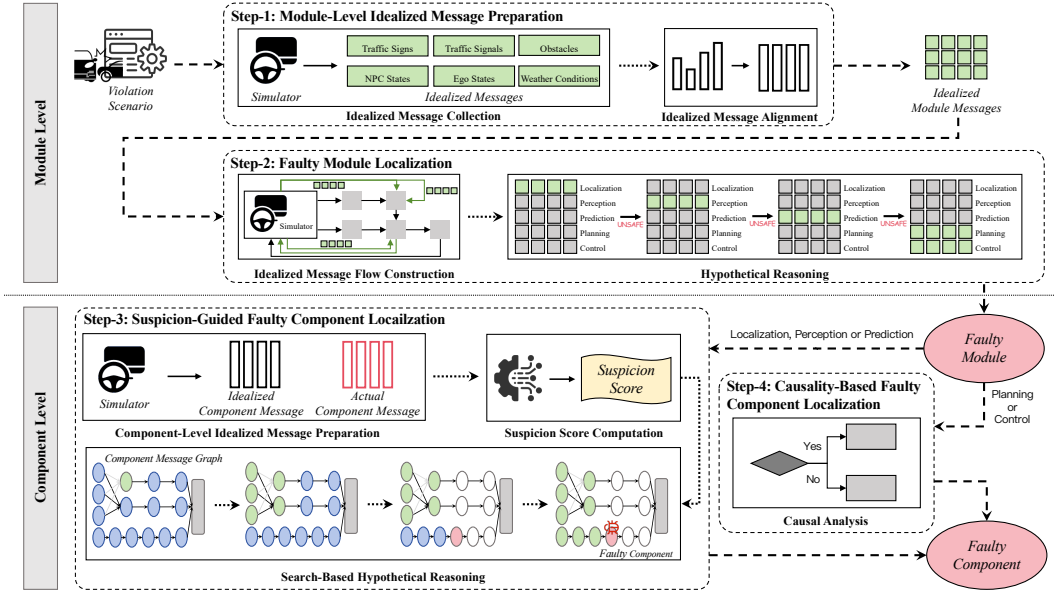 Module Level
Violation
Scenario
Step-1: Module-Level Idealized Message Preparation
Simulator
Traffic Signs
Traffic Signals
Obstacles
NPC States
Ego States
Weather Conditions
Idealized Messages
Idealized Message Collection
Idealized Message Alignment
Idealized
Module Messages
Step-2: Faulty Module Localization
Simulator
Idealized Message Flow Construction
Localization
Perception
Prediction
Planning
Control
UNSAFE
Localization
Perception
Prediction
Planning
Control
UNSAFE
Localization
Perception
Prediction
Planning
Control
UNSAFE
Localization
Perception
Prediction
Planning
Control
Hypothetical Reasoning
Component Level
Step-3: Suspicion-Guided Faulty Component Locailzation
Simulator
Idealized
Component Message
Actual
Component Message
Component-Level Idealized Message Preparation
Suspicion
Score
Suspicion Score Computation
Component Message Graph
Faulty Component
Search-Based Hypothetical Reasoning
Localization, Perception or Prediction
Faulty
Module
Planning
or
Control
Step-4: Causality-Based Faulty
Component Localization
Yes
No
Causal Analysis
Faulty
Component